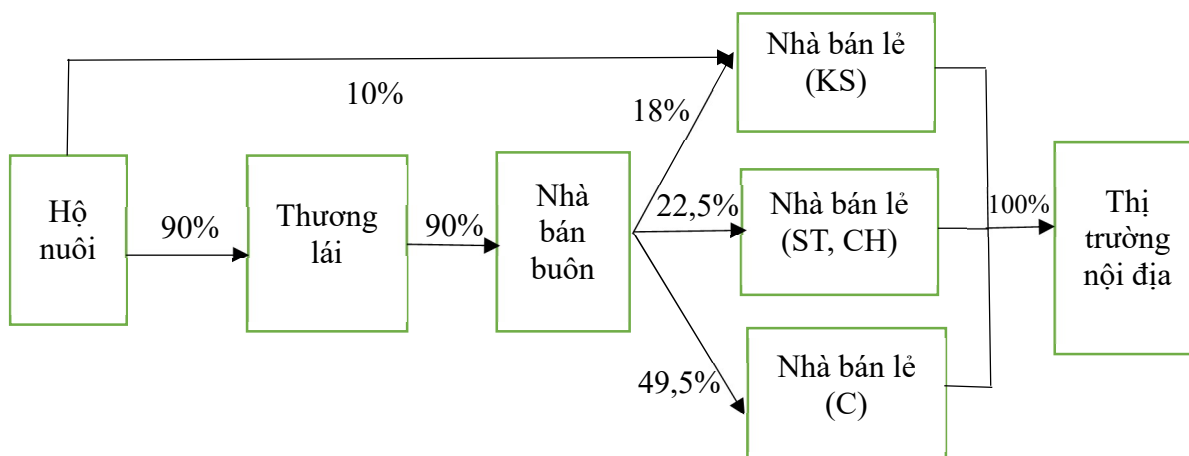 Nhà bán lẻ
(KS)
10%
18%
Hộ
nuôi
90%
Thương
lái
90%
Nhà
bán
buôn
22,5%
Nhà bán lẻ
(ST, CH)
100%
Thị
trường
nội địa
49,5%
Nhà bán lẻ
(C)